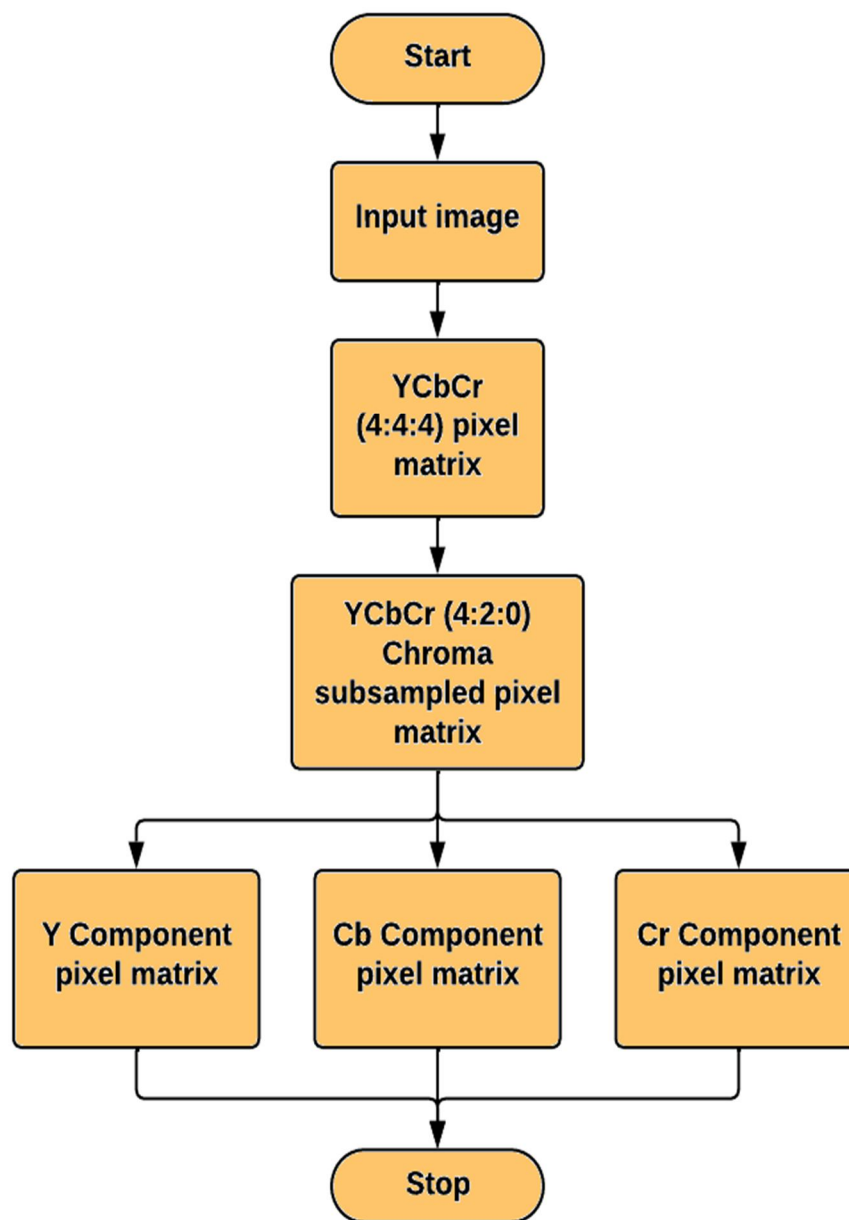 Start
Input image
YCbCr
(4:4:4) pixel
matrix
YCbCr (4:2:0)
Chroma
subsampled pixel
matrix
Y Component
pixel matrix
Cb Component
pixel matrix
Cr Component
pixel matrix
Stop